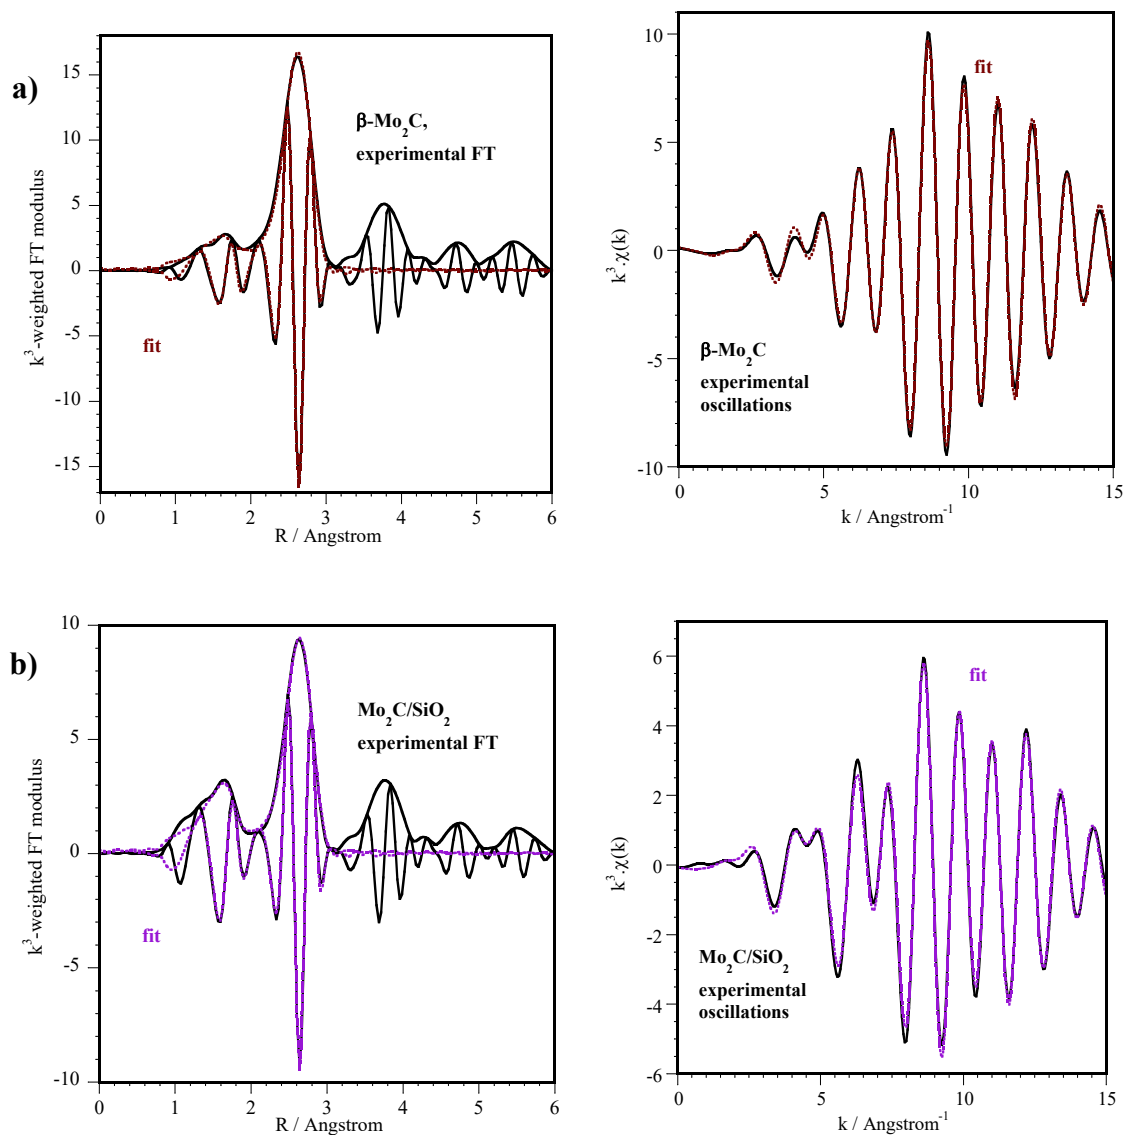 a)
k³-weighted FT modulus
15
10
5
0
-5
-10
-15
β-Mo₂C,
experimental FT
fit
0 1 2 3 4 5 6
R / Angstrom
k³.χ(k)
10
5
0
-5
-10
fit
β-Mo₂C
experimental
oscillations
0 5 10 15
k / Angstrom⁻¹
b)
k³-weighted FT modulus
10
5
0
-5
-10
Mo₂C/SiO₂
experimental FT
fit
0 1 2 3 4 5 6
R / Angstrom
k³.χ(k)
6
4
2
0
-2
-4
-6
fit
Mo₂C/SiO₂
experimental
oscillations
0 5 10 15
k / Angstrom⁻¹